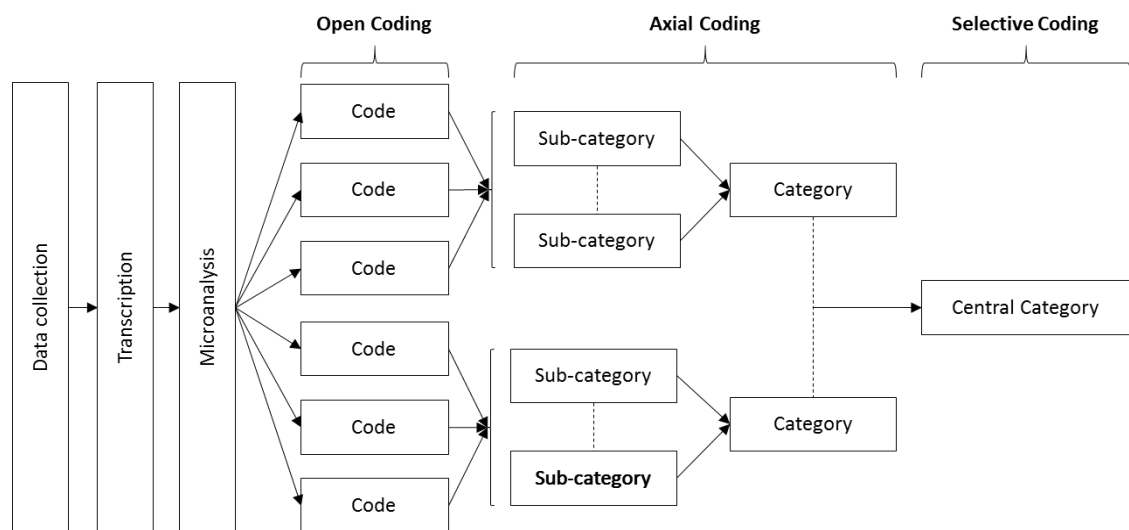 Open Coding
Axial Coding
Selective Coding
Data collection
Transcription
Microanalysis
Code
Code
Code
Code
Code
Code
Sub-category
Sub-category
Sub-category
Sub-category
Category
Category
Central Category